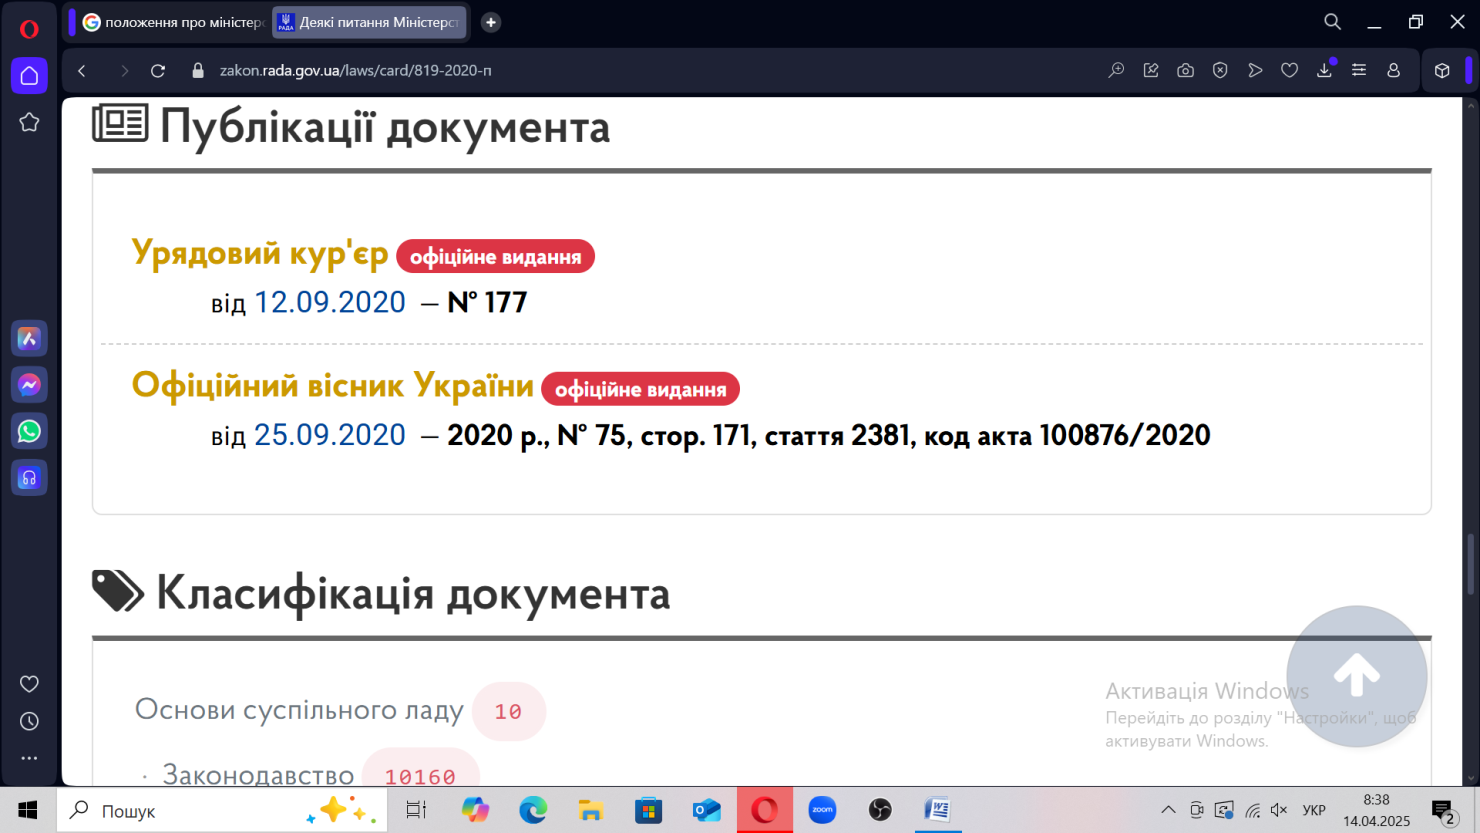 положення про міністер
Деякі питання Міністерст
zakon.rada.gov.ua/laws/card/819-2020-п
Публікації документа
Урядовий кур'єр офіційне видання
від 12.09.2020 — № 177
Офіційний вісник України офіційне видання
від 25.09.2020 — 2020 р., № 75, стор. 171, стаття 2381, код акта 100876/2020
Класифікація документа
Основи суспільного ладу 10
· Законодавство 10160
Активація Windows
Перейдіть до розділу "Настройки", щоб
активувати Windows.
Пошук
zoom
УКР
8:38
14.04.2025
2